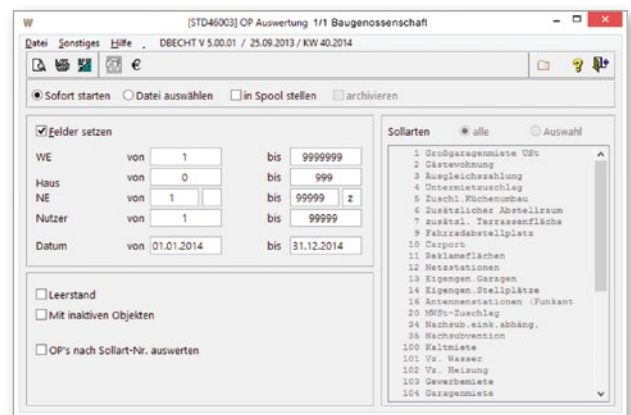 [STD46003] OP Auswertung 1/1 Baugenossenschaft
Datei Sonstiges Hilfe . DBECHT V 5.00.01 / 25.09.2013 / KW 40.2014
Sofort starten Datei auswählen in Spool stellen archivieren
Felder setzen
WE von 1 bis 9999999
Haus von 0 bis 999
NE von 1 bis 99999 z
Nutzer von 1 bis 99999
Datum von 01.01.2014 bis 31.12.2014
Leerstand
Mit inaktiven Objekten
OP's nach Sollart-Nr. auswerten
Sollarten alle Auswahl
1 Großgaragenmiete USt
2 Gästewohnung
3 Ausgleichszahlung
4 Untermietzuschlag
5 Zuschl.Küchenumbau
6 Zusätzlicher Abstellraum
7 zusätzl. Terrassenfläche
9 Fahrradabstellplatz
10 Carport
11 Reklameflächen
12 Netzstationen
13 Eigengen.Garagen
14 Eigengen.Stellplätze
16 Antennenstationen (Funkant
20 MWSt-Zuschlag
34 Nachsub.eink.abhäng.
35 Nachsubvention
100 Kaltmiete
101 Vz. Wasser
102 Vz. Heizung
103 Gewerbemiete
104 Garagenmiete